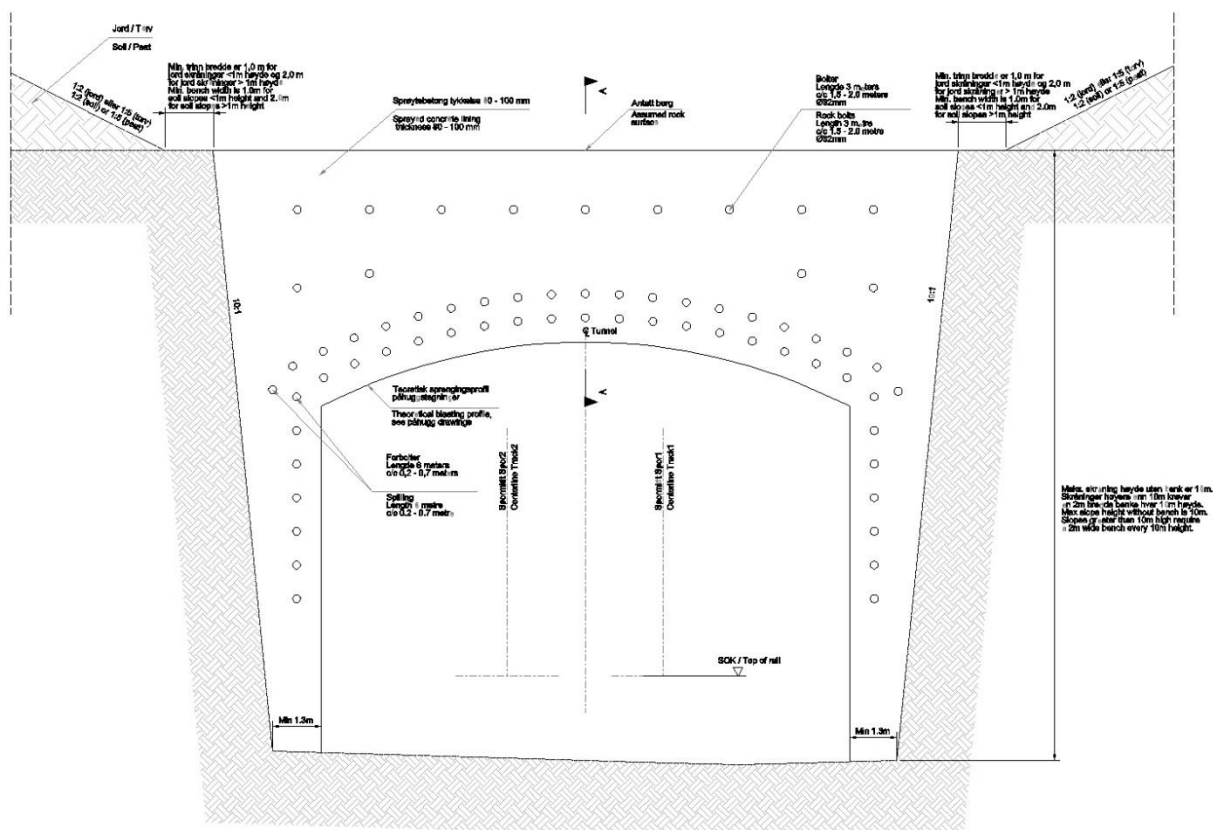 Jord / Torv
Soil / Peat
1:2 (jord) eller 1:5 (torv)
1:2 (soil) or 1:5 (peat)
Min. trinn bredde er 1,0 m for
jord skråninger <1m høyde og 2,0 m
for jord skråninger > 1m høyde
Min. bench width is 1.0m for
soil slopes <1m height and 2.0m
for soil slopes >1m height
Sprøytebetong tykkelse 80 - 100 mm
Sprayed concrete lining
thickness 80 - 100 mm
A
Antatt berg
Assumed rock
surface
Bolter
Lengde 3 meters
c/c 1,5 - 2,0 meters
Ø32mm
Rock bolts
Length 3 metre
c/c 1.5 - 2.0 metre
Ø32mm
Min. trinn bredde er 1,0 m for
jord skråninger <1m høyde og 2,0 m
for jord skråninger > 1m høyde
Min. bench width is 1.0m for
soil slopes <1m height and 2.0m
for soil slopes >1m height
1:2 (jord) eller 1:5 (torv)
1:2 (soil) or 1:5 (peat)
10:1
10:1
C Tunnel
Teoretisk sprengingsprofil
påhuggstegninger
Theoretical blasting profile,
see påhugg drawings
A
Forbolter
Lengde 6 meters
c/c 0,2 - 0,7 meters
Spiling
Length 6 metre
c/c 0.2 - 0.7 metre
Spormidt Spor2
Centerline Track2
Spormidt Spor1
Centerline Track1
Maks. skråning høyde uten benk er 10m.
Skråninger høyere enn 10m krever
en 2m bredde benke hver 10m høyde.
Max slope height without bench is 10m.
Slopes greater than 10m high require
a 2m wide bench every 10m height.
SOK / Top of rail
Min 1.3m
Min 1.3m